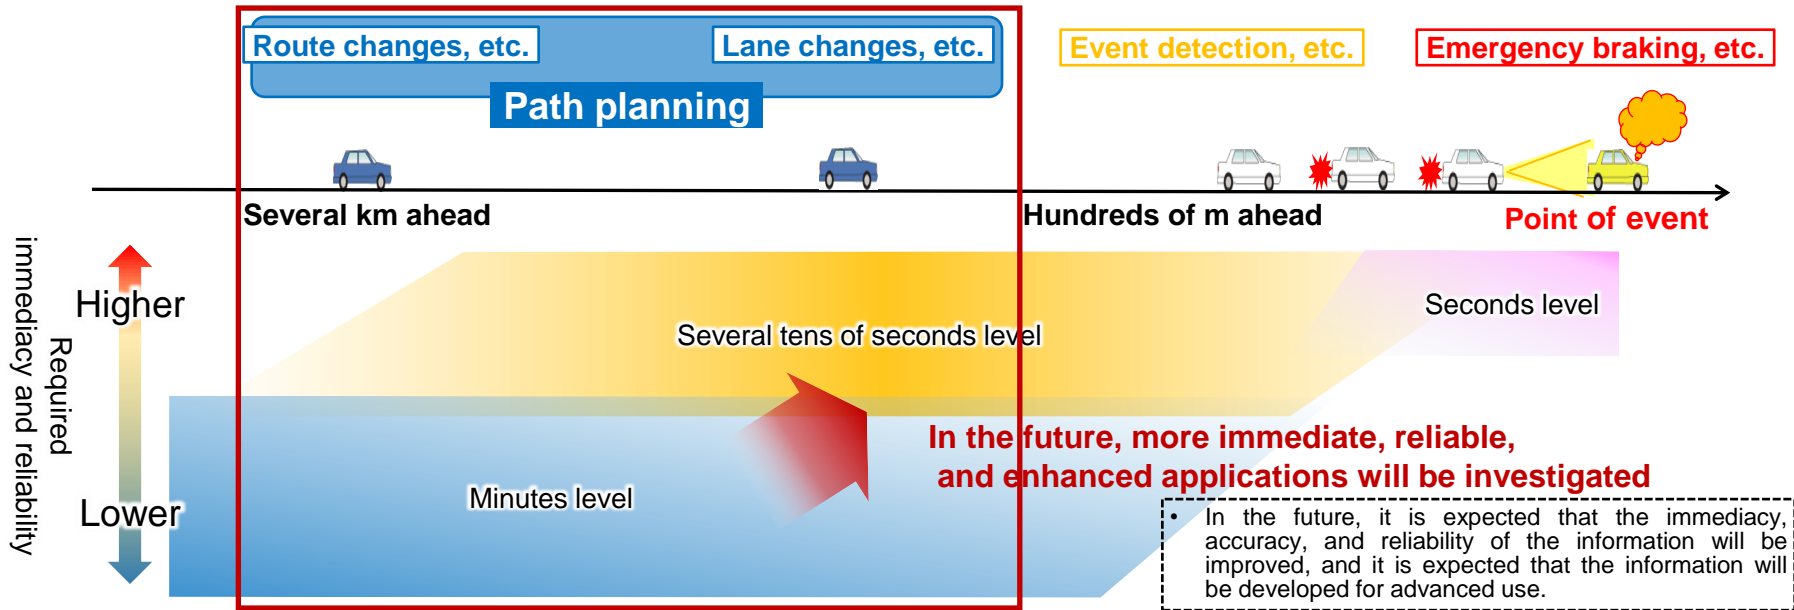 Route changes, etc.
Lane changes, etc.
Event detection, etc.
Emergency braking, etc.
Path planning
Several km ahead
Hundreds of m ahead
Point of event
Required
immediacy and reliability
Higher
Lower
Several tens of seconds level
Seconds level
Minutes level
In the future, more immediate, reliable,
and enhanced applications will be investigated
• In the future, it is expected that the immediacy,
accuracy, and reliability of the information will be
improved, and it is expected that the information will
be developed for advanced use.